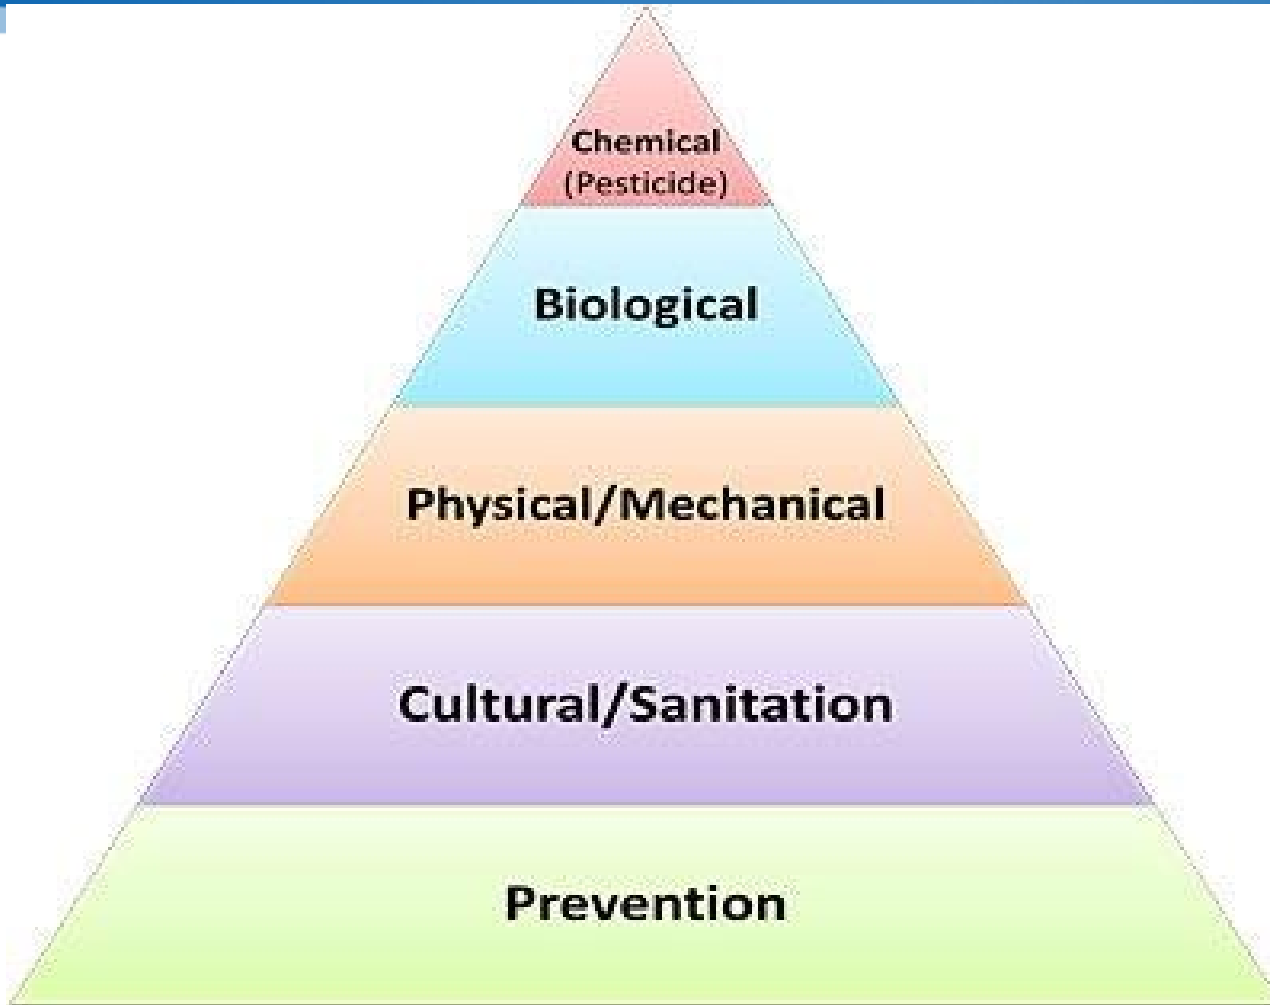 Chemical
(Pesticide)
Biological
Physical/Mechanical
Cultural/Sanitation
Prevention